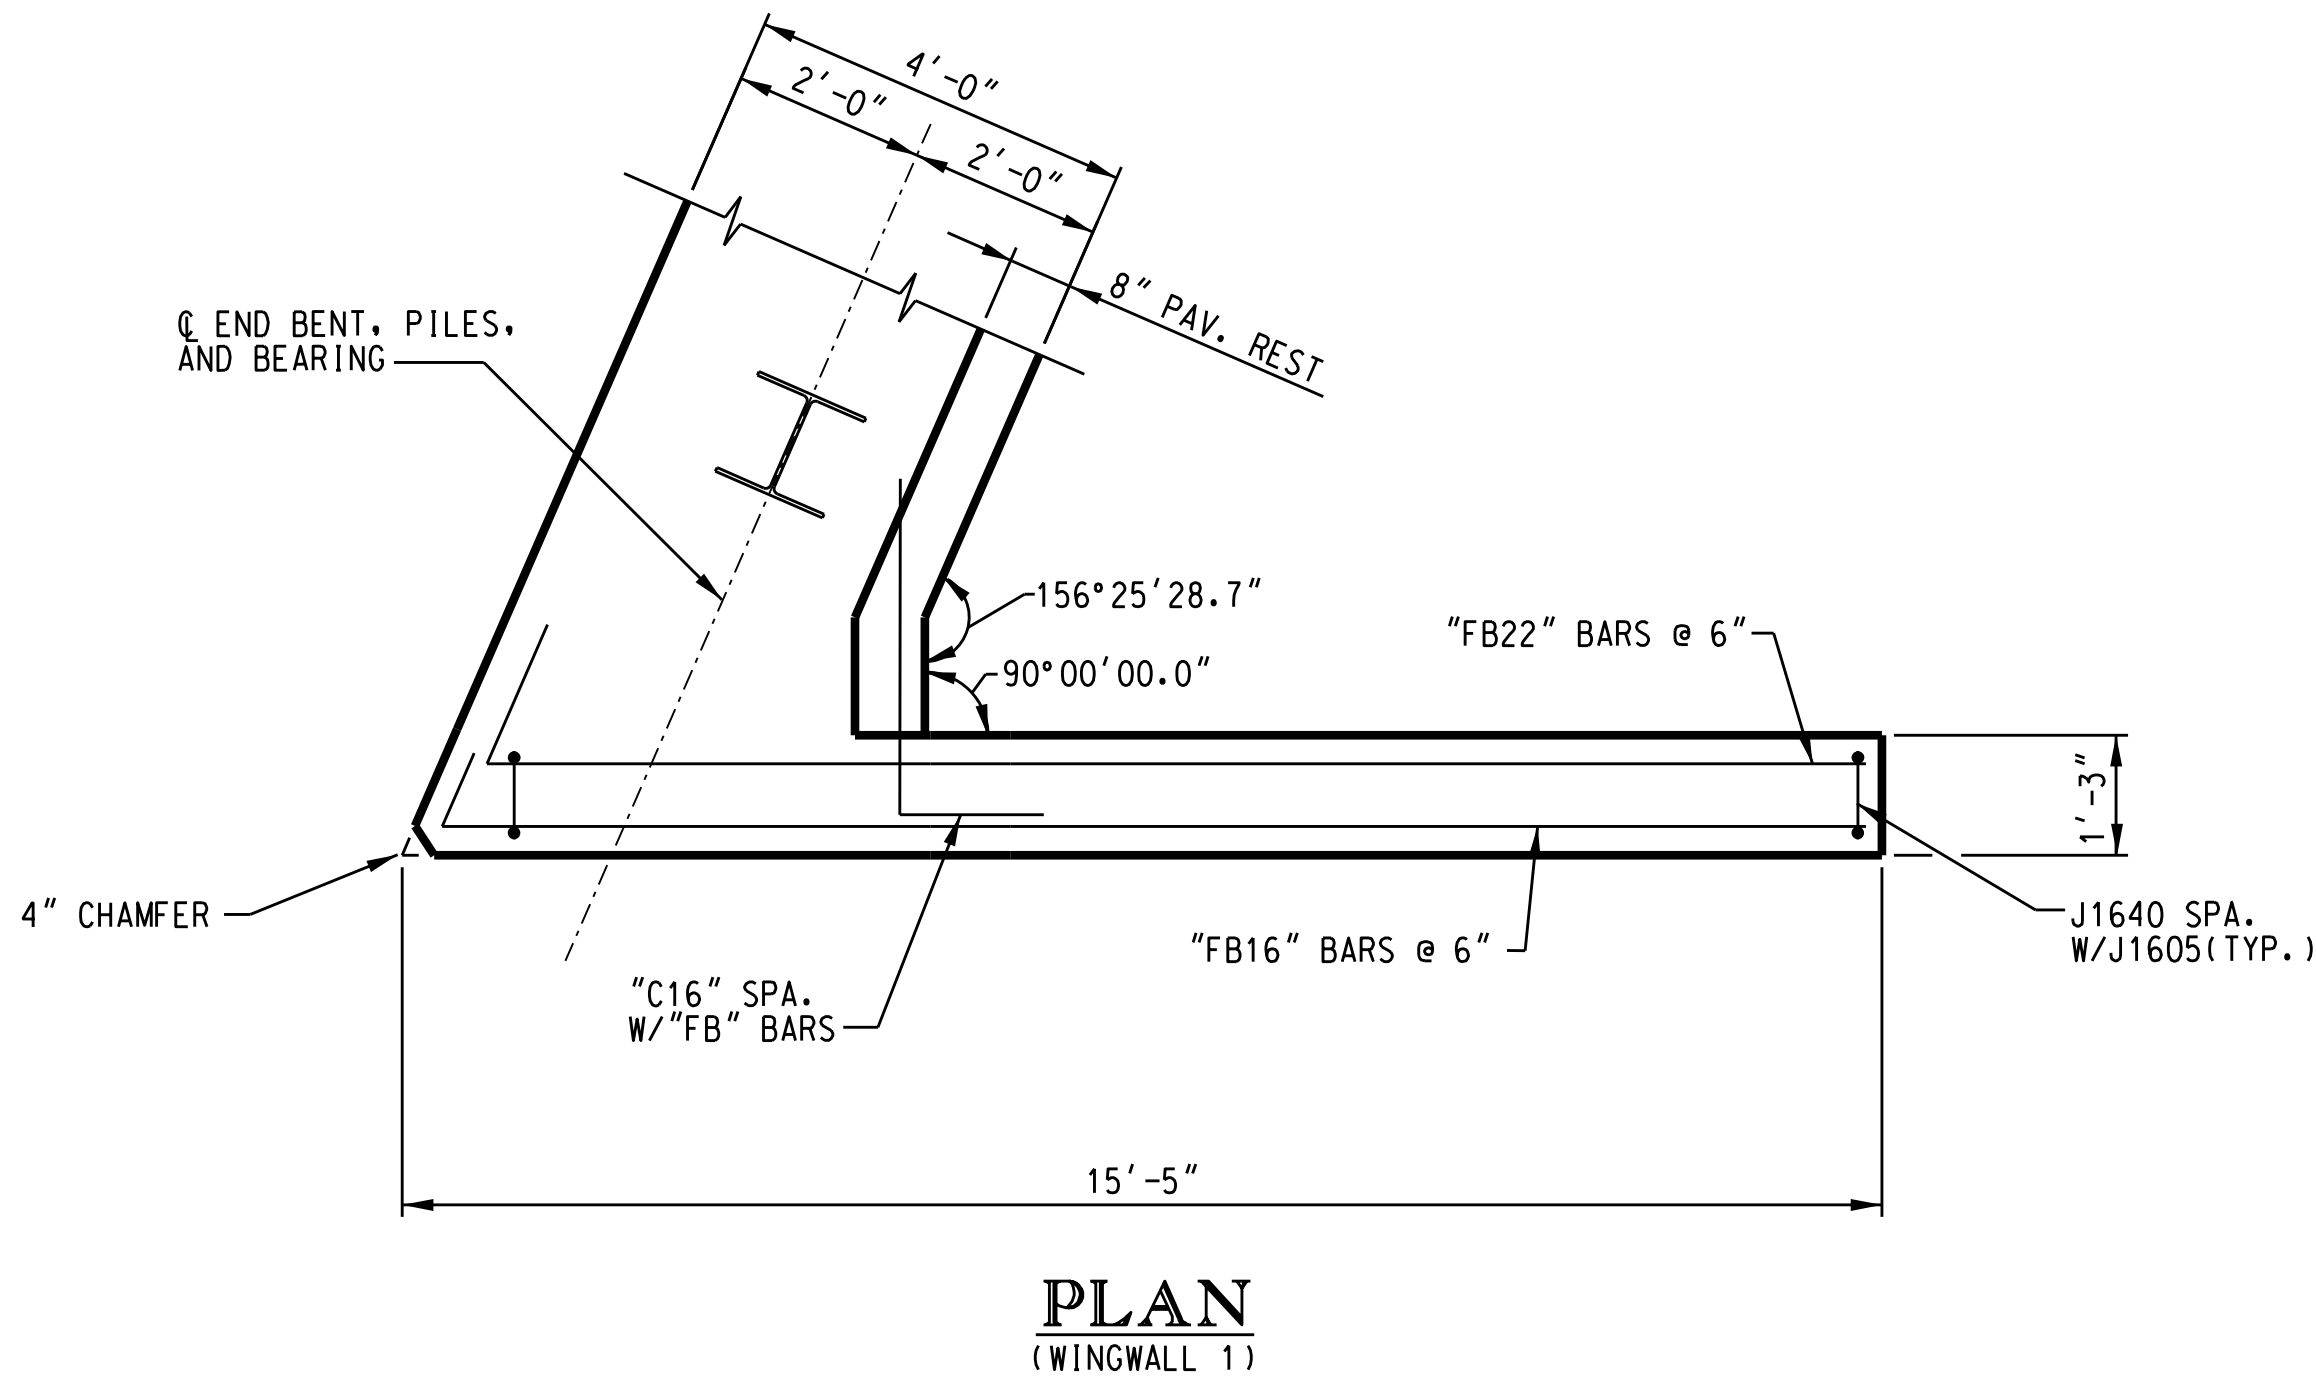 4'-0"
2'-0"
2'-0"
8" PAV. REST
℄ END BENT, PILES,
AND BEARING
156°25'28.7"
90°00'00.0"
"FB22" BARS @ 6"
1'-3"
4" CHAMFER
J1640 SPA.
W/J1605(TYP.)
"FB16" BARS @ 6"
"C16" SPA.
W/"FB" BARS
15'-5"
PLAN
(WINGWALL 1)